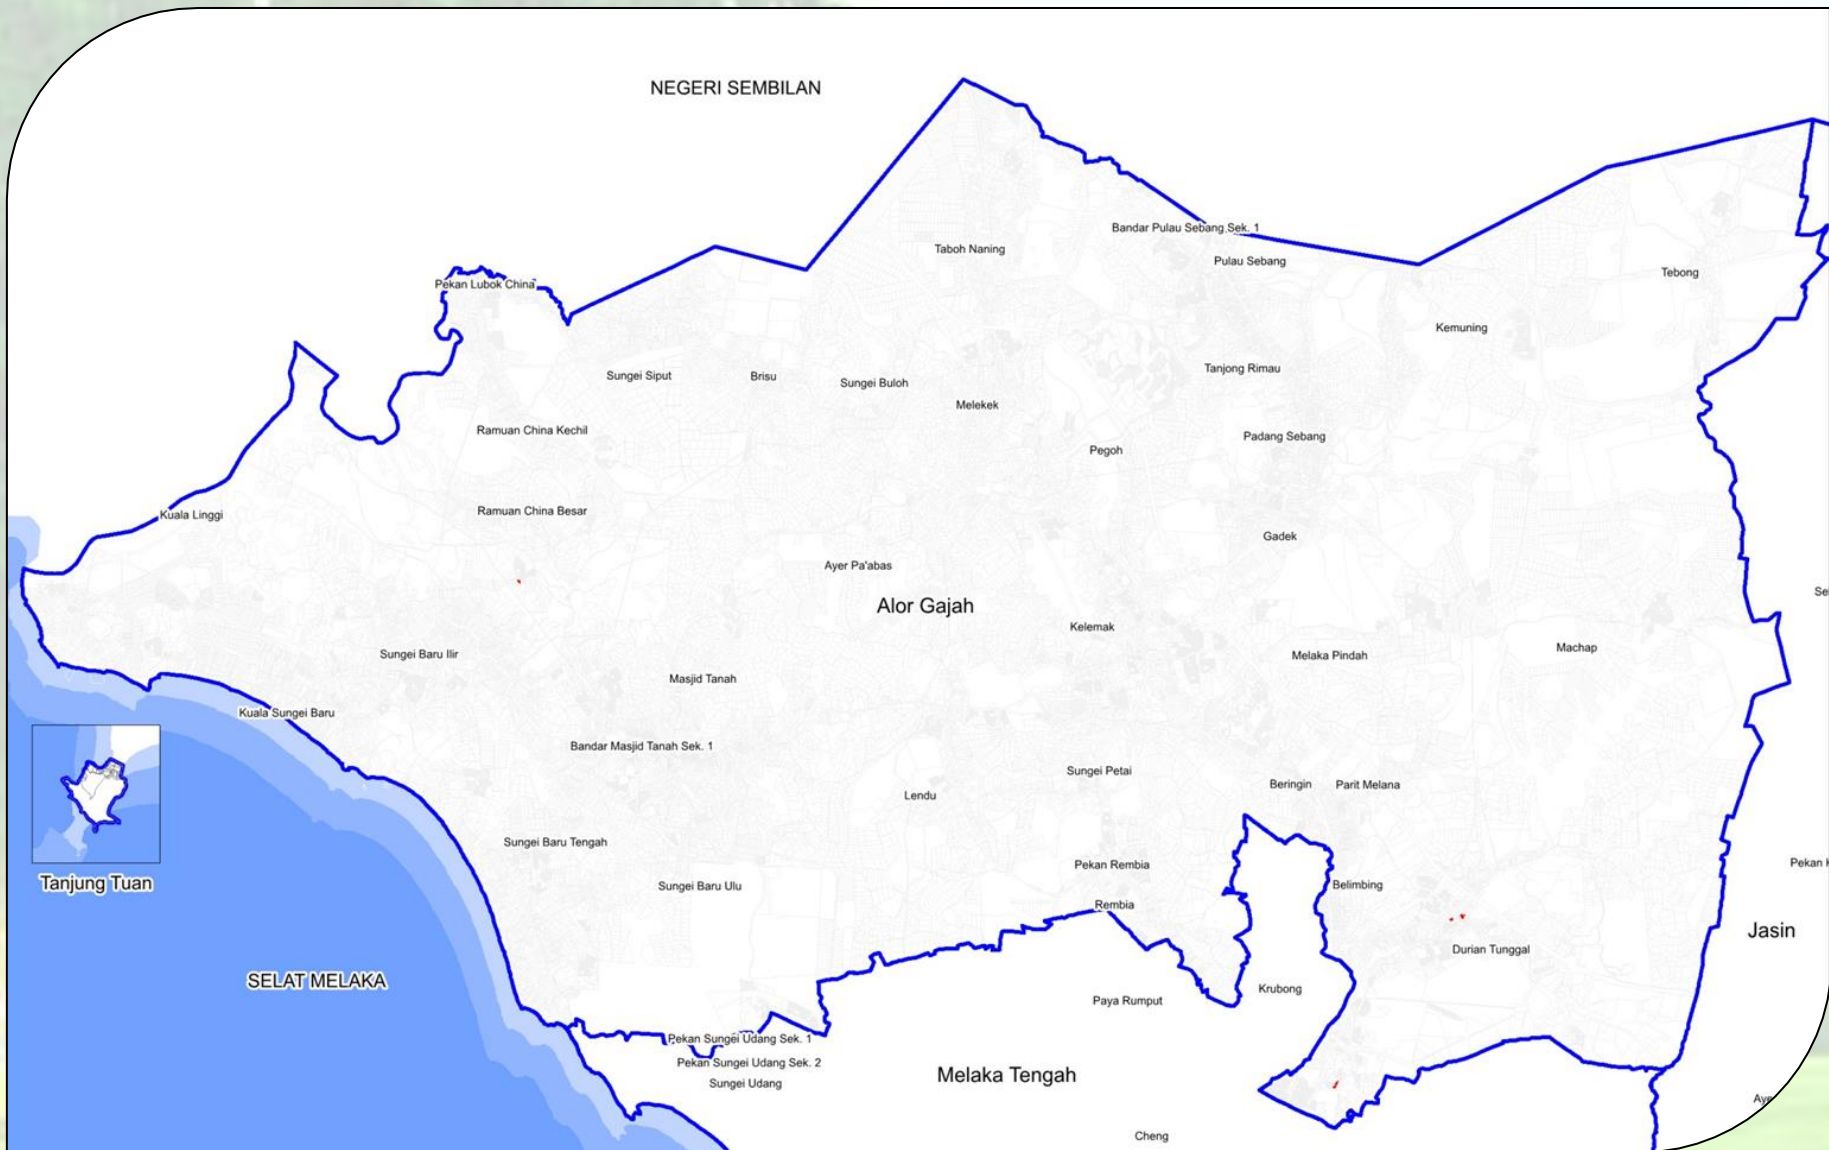 NEGERI SEMBILAN
Bandar Pulau Sebang Sek. 1
Taboh Naning
Pulau Sebang
Tebong
Pekan Lubok China
Kemuning
Tanjong Rimau
Sungei Siput
Brisu
Sungei Buloh
Melekek
Ramuan China Kechil
Padang Sebang
Pegoh
Ramuan China Besar
Kuala Linggi
Gadek
Ayer Pa'abas
Se
Alor Gajah
Kelemak
Machap
Sungei Baru Ilir
Melaka Pindah
Masjid Tanah
Kuala Sungei Baru
Bandar Masjid Tanah Sek. 1
Sungei Petai
Beringin
Parit Melana
Lendu
Sungei Baru Tengah
Pekan Rembia
Pekan
Tanjung Tuan
Sungei Baru Ulu
Belimbing
Rembia
Jasin
Durian Tunggal
SELAT MELAKA
Krubong
Paya Rumput
Pekan Sungei Udang Sek. 1
Pekan Sungei Udang Sek. 2
Melaka Tengah
Sungei Udang
Aye
Cheng